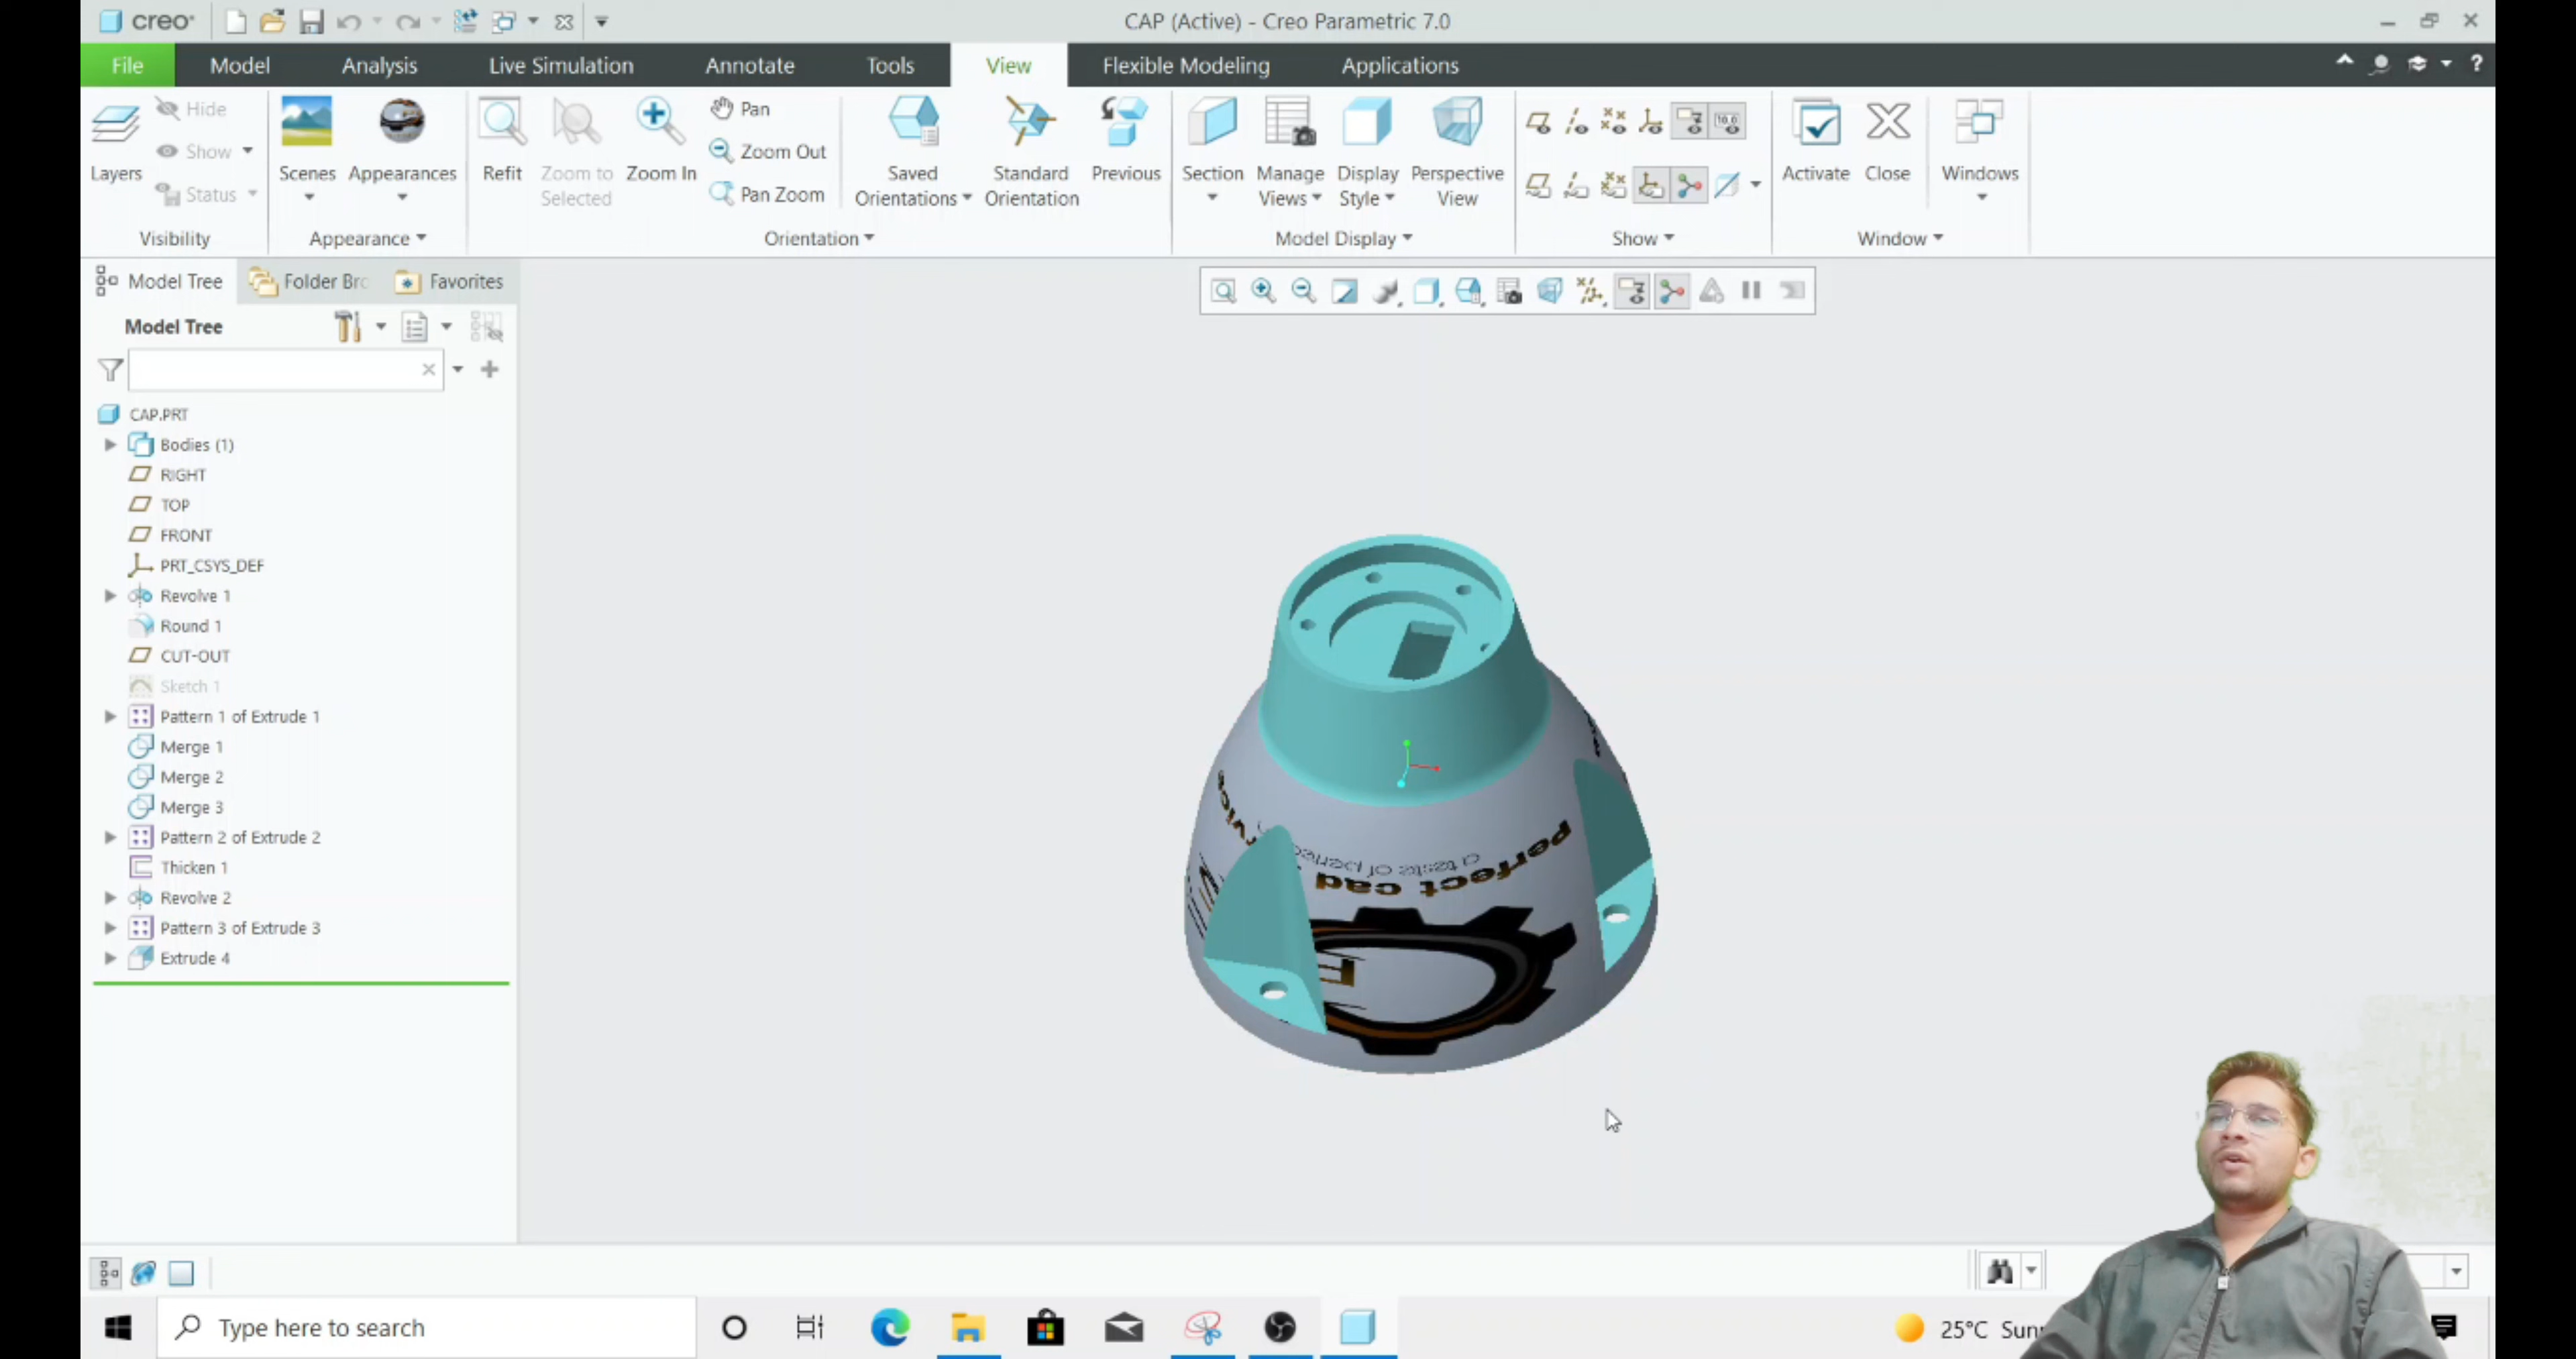 creo
CAP (Active) - Creo Parametric 7.0
File
Model
Analysis
Live Simulation
Annotate
Tools
View
Flexible Modeling
Applications
?
Layers
Hide
Show
Status
Visibility
Scenes
Appearances
Appearance
Refit
Zoom to Selected
Zoom In
Pan
Zoom Out
Pan Zoom
Saved Orientations
Standard Orientation
Previous
Orientation
Section
Manage Views
Display Style
Perspective View
Model Display
Show
Activate
Close
Windows
Window
Model Tree
Folder Bro
Favorites
Model Tree
CAP.PRT
Bodies (1)
RIGHT
TOP
FRONT
PRT_CSYS_DEF
Revolve 1
Round 1
CUT-OUT
Sketch 1
Pattern 1 of Extrude 1
Merge 1
Merge 2
Merge 3
Pattern 2 of Extrude 2
Thicken 1
Revolve 2
Pattern 3 of Extrude 3
Extrude 4
perfect cad
a taste of
Type here to search
25°C